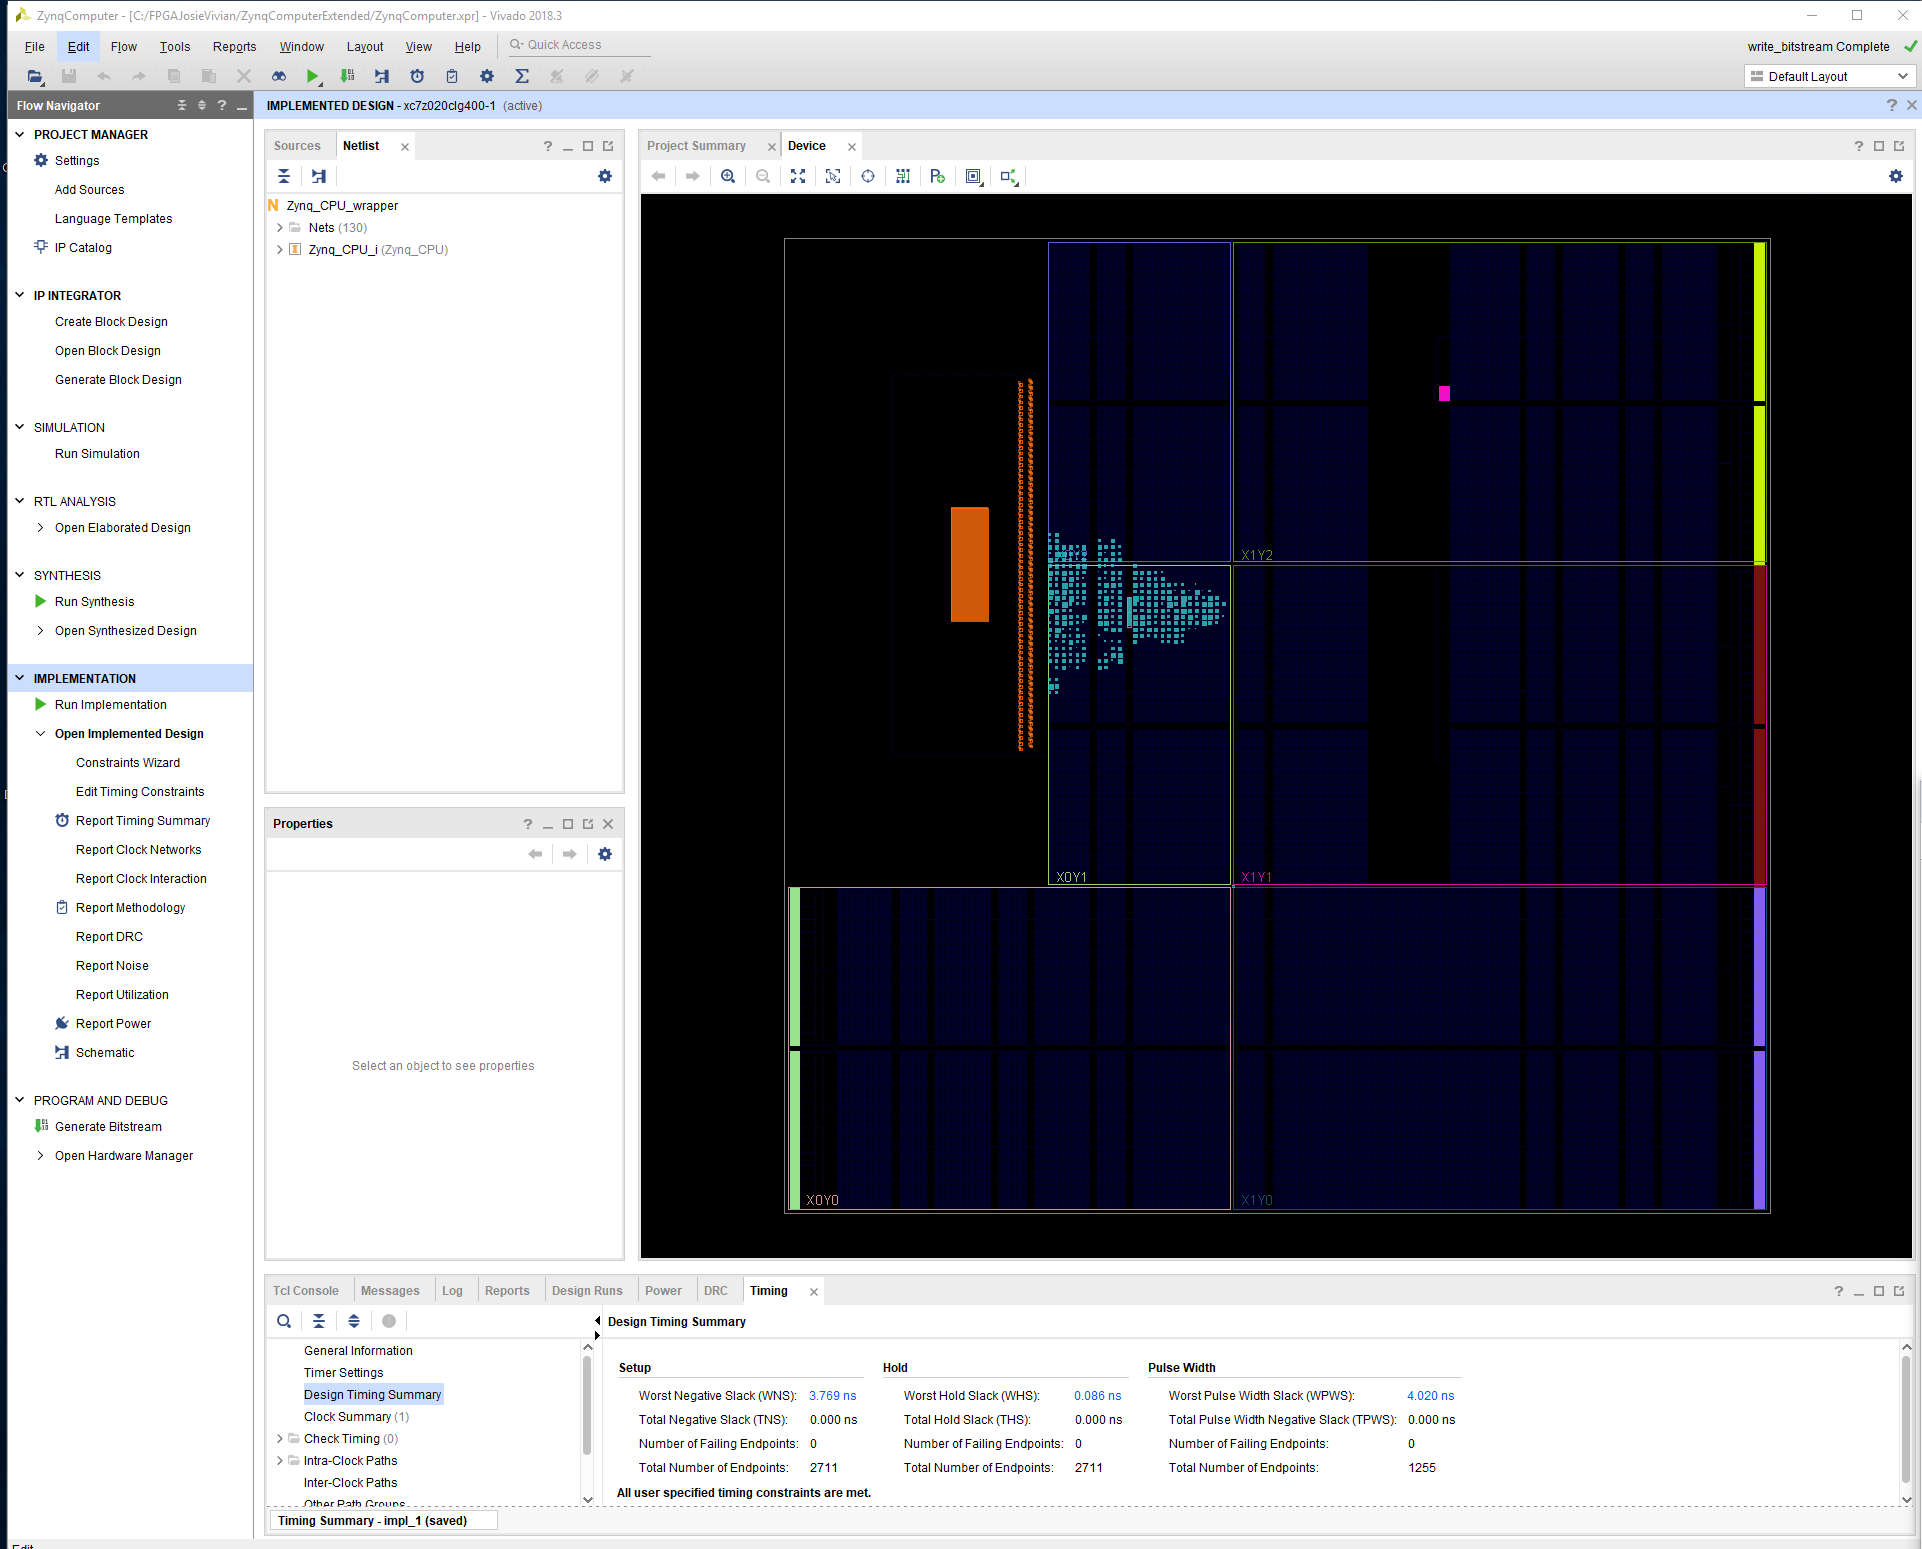 ZynqComputer - [C:/FPGAJosieVivian/ZynqComputerExtended/ZynqComputer.xpr] - Vivado 2018.3
File Edit Flow Tools Reports Window Layout View Help Quick Access
write_bitstream Complete
Default Layout
Flow Navigator
IMPLEMENTED DESIGN - xc7z020clg400-1 (active)
PROJECT MANAGER
Settings
Add Sources
Language Templates
IP Catalog
IP INTEGRATOR
Create Block Design
Open Block Design
Generate Block Design
SIMULATION
Run Simulation
RTL ANALYSIS
Open Elaborated Design
SYNTHESIS
Run Synthesis
Open Synthesized Design
IMPLEMENTATION
Run Implementation
Open Implemented Design
Constraints Wizard
Edit Timing Constraints
Report Timing Summary
Report Clock Networks
Report Clock Interaction
Report Methodology
Report DRC
Report Noise
Report Utilization
Report Power
Schematic
PROGRAM AND DEBUG
Generate Bitstream
Open Hardware Manager
Sources Netlist
Zynq_CPU_wrapper
Nets (130)
Zynq_CPU_i (Zynq_CPU)
Properties
Select an object to see properties
Project Summary Device
X1Y2
X0Y1
X1Y1
X0Y0
X1Y0
Tcl Console Messages Log Reports Design Runs Power DRC Timing
General Information
Timer Settings
Design Timing Summary
Clock Summary (1)
Check Timing (0)
Intra-Clock Paths
Inter-Clock Paths
Other Path Groups
Design Timing Summary
Setup Hold Pulse Width
Worst Negative Slack (WNS): 3.769 ns Worst Hold Slack (WHS): 0.086 ns Worst Pulse Width Slack (WPWS): 4.020 ns
Total Negative Slack (TNS): 0.000 ns Total Hold Slack (THS): 0.000 ns Total Pulse Width Negative Slack (TPWS): 0.000 ns
Number of Failing Endpoints: 0 Number of Failing Endpoints: 0 Number of Failing Endpoints: 0
Total Number of Endpoints: 2711 Total Number of Endpoints: 2711 Total Number of Endpoints: 1255
All user specified timing constraints are met.
Timing Summary - impl_1 (saved)
Edit